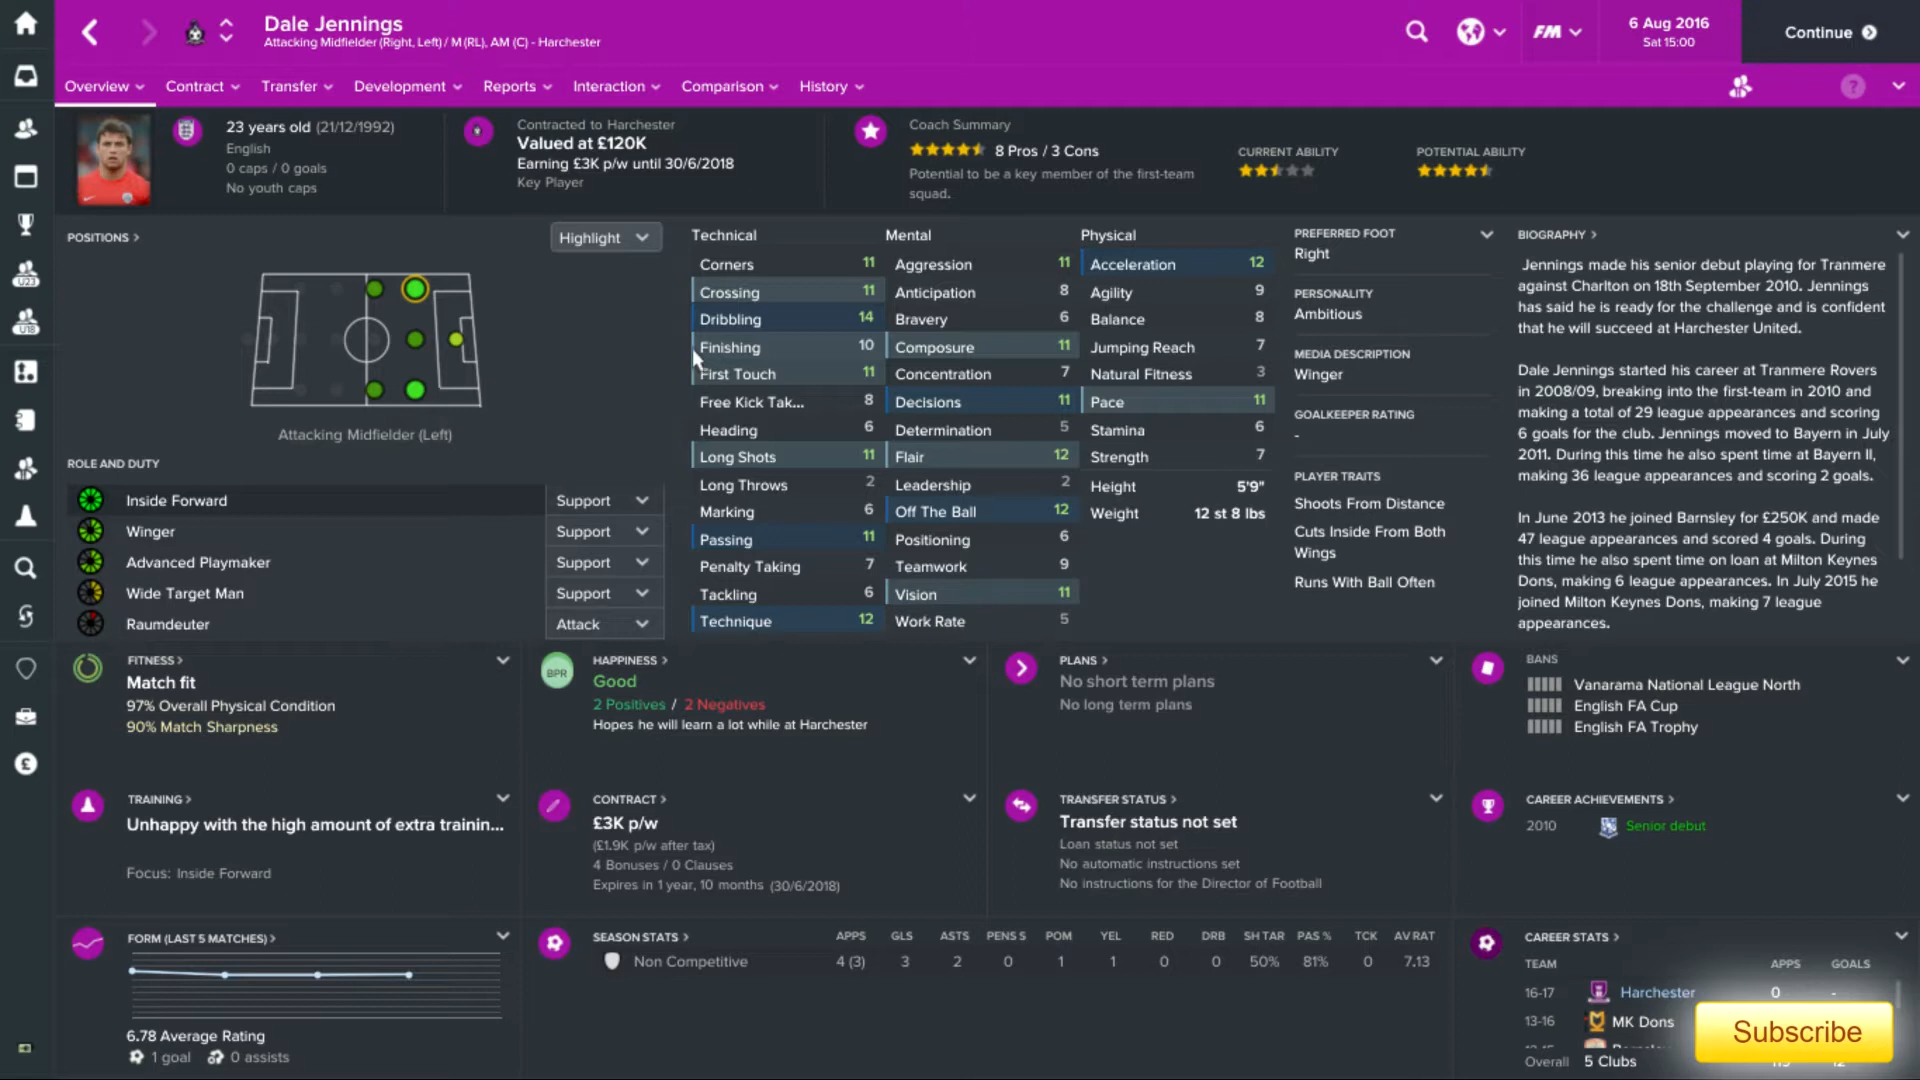 Dale Jennings
Attacking Midfielder (Right, Left) / M (RL), AM (C) - Harchester
FM
6 Aug 2016
Sat 15:00
Continue
Overview
Contract
Transfer
Development
Reports
Interaction
Comparison
History
?
23 years old (21/12/1992)
English
0 caps / 0 goals
No youth caps
Contracted to Harchester
Valued at £120K
Earning £3K p/w until 30/6/2018
Key Player
Coach Summary
8 Pros / 3 Cons
Potential to be a key member of the first-team
squad.
CURRENT ABILITY
POTENTIAL ABILITY
U23
U18
POSITIONS >
Highlight
Attacking Midfielder (Left)
ROLE AND DUTY
Inside Forward Support
Winger Support
Advanced Playmaker Support
Wide Target Man Support
Raumdeuter Attack
Technical
Corners 11
Crossing 11
Dribbling 14
Finishing 10
First Touch 11
Free Kick Tak... 8
Heading 6
Long Shots 11
Long Throws 2
Marking 6
Passing 11
Penalty Taking 7
Tackling 6
Technique 12
Mental
Aggression 11
Anticipation 8
Bravery 6
Composure 11
Concentration 7
Decisions 11
Determination 5
Flair 12
Leadership 2
Off The Ball 12
Positioning 6
Teamwork 9
Vision 11
Work Rate 5
Physical
Acceleration 12
Agility 9
Balance 8
Jumping Reach 7
Natural Fitness 3
Pace 11
Stamina 6
Strength 7
Height 5'9"
Weight 12 st 8 lbs
PREFERRED FOOT
Right
PERSONALITY
Ambitious
MEDIA DESCRIPTION
Winger
GOALKEEPER RATING
-
PLAYER TRAITS
Shoots From Distance
Cuts Inside From Both
Wings
Runs With Ball Often
BIOGRAPHY >
Jennings made his senior debut playing for Tranmere
against Charlton on 18th September 2010. Jennings
has said he is ready for the challenge and is confident
that he will succeed at Harchester United.
Dale Jennings started his career at Tranmere Rovers
in 2008/09, breaking into the first-team in 2010 and
making a total of 29 league appearances and scoring
6 goals for the club. Jennings moved to Bayern in July
2011. During this time he also spent time at Bayern II,
making 36 league appearances and scoring 2 goals.
In June 2013 he joined Barnsley for £250K and made
47 league appearances and scored 4 goals. During
this time he also spent time on loan at Milton Keynes
Dons, making 6 league appearances. In July 2015 he
joined Milton Keynes Dons, making 7 league
appearances.
FITNESS >
Match fit
97% Overall Physical Condition
90% Match Sharpness
BPR
HAPPINESS >
Good
2 Positives / 2 Negatives
Hopes he will learn a lot while at Harchester
PLANS >
No short term plans
No long term plans
BANS
Vanarama National League North
English FA Cup
English FA Trophy
TRAINING >
Unhappy with the high amount of extra trainin...
Focus: Inside Forward
CONTRACT >
£3K p/w
(£1.9K p/w after tax)
4 Bonuses / 0 Clauses
Expires in 1 year, 10 months (30/6/2018)
TRANSFER STATUS >
Transfer status not set
Loan status not set
No automatic instructions set
No instructions for the Director of Football
CAREER ACHIEVEMENTS >
2010 Senior debut
FORM (LAST 5 MATCHES) >
6.78 Average Rating
1 goal 0 assists
SEASON STATS > APPS GLS ASTS PENS S POM YEL RED DRB SH TAR PAS % TCK AV RAT
Non Competitive 4 (3) 3 2 0 1 1 0 0 50% 81% 0 7.13
CAREER STATS >
TEAM APPS GOALS
16-17 Harchester 0 -
13-16 MK Dons
Overall 5 Clubs
Subscribe